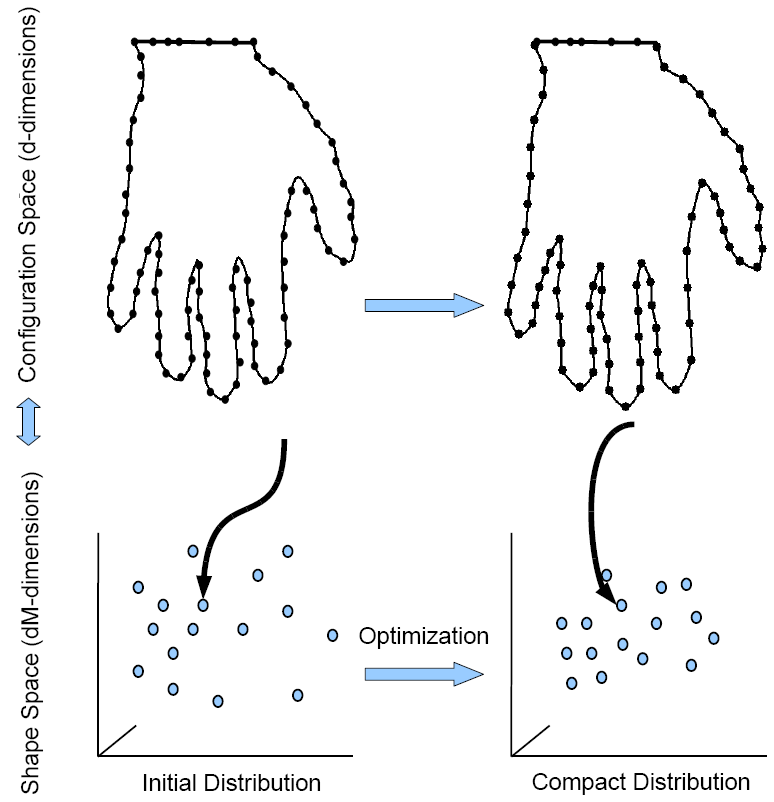 Configuration Space (d-dimensions)
Shape Space (dM-dimensions)
Optimization
Initial Distribution
Compact Distribution